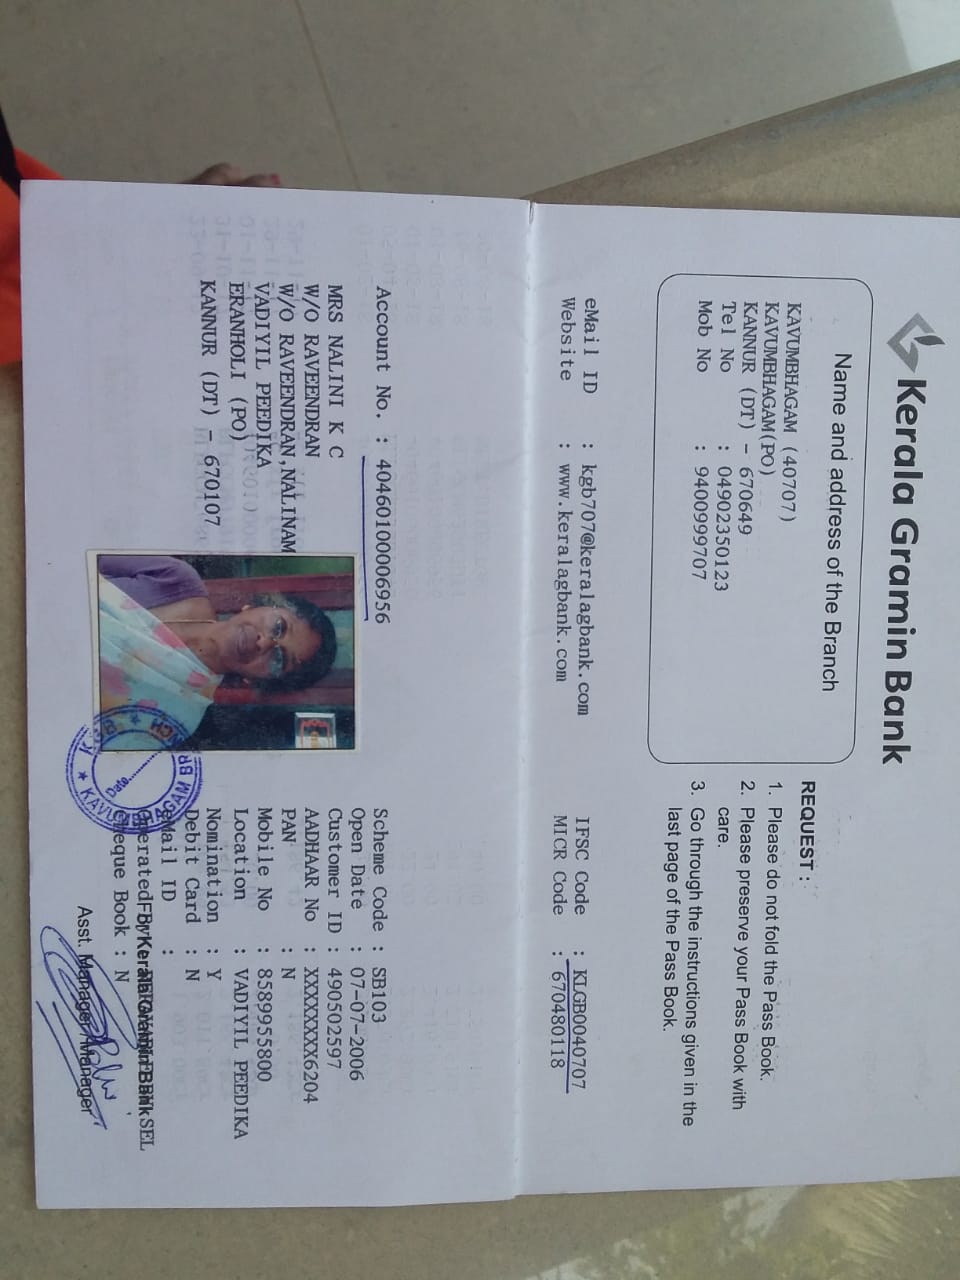 Kerala Gramin Bank
Name and address of the Branch
KAVUMBHAGAM (40707)
KAVUMBHAGAM(PO)
KANNUR (DT) - 670649
Tel No : 04902350123
Mob No : 9400999707
REQUEST :
1. Please do not fold the Pass Book.
2. Please preserve your Pass Book with
care.
3. Go through the instructions given in the
last page of the Pass Book.
eMail ID : kgb707@keralagbank.com
Website : www.keralagbank.com
IFSC Code : KLGB0040707
MICR Code : 670480118
Account No. : 40460100006956
MRS NALINI K C
W/O RAVEENDRAN
W/O RAVEENDRAN,NALINAM
VADIYIL PEEDIKA
ERANHOLI (PO)
KANNUR (DT) - 670107
Scheme Code : SB103
Open Date : 07-07-2006
Customer ID : 490502597
AADHAR No : XXXXXXXX6204
PAN : N
Mobile No : 8589955800
Location : VADIYIL PEEDIKA
Nomination : Y
Debit Card : N
eMail ID :
Operated By
SELF
Cheque Book : N
For Kerala Gramin Bank
Asst. Manager/Manager
KAVUMBHAGAM BRANCH
Date